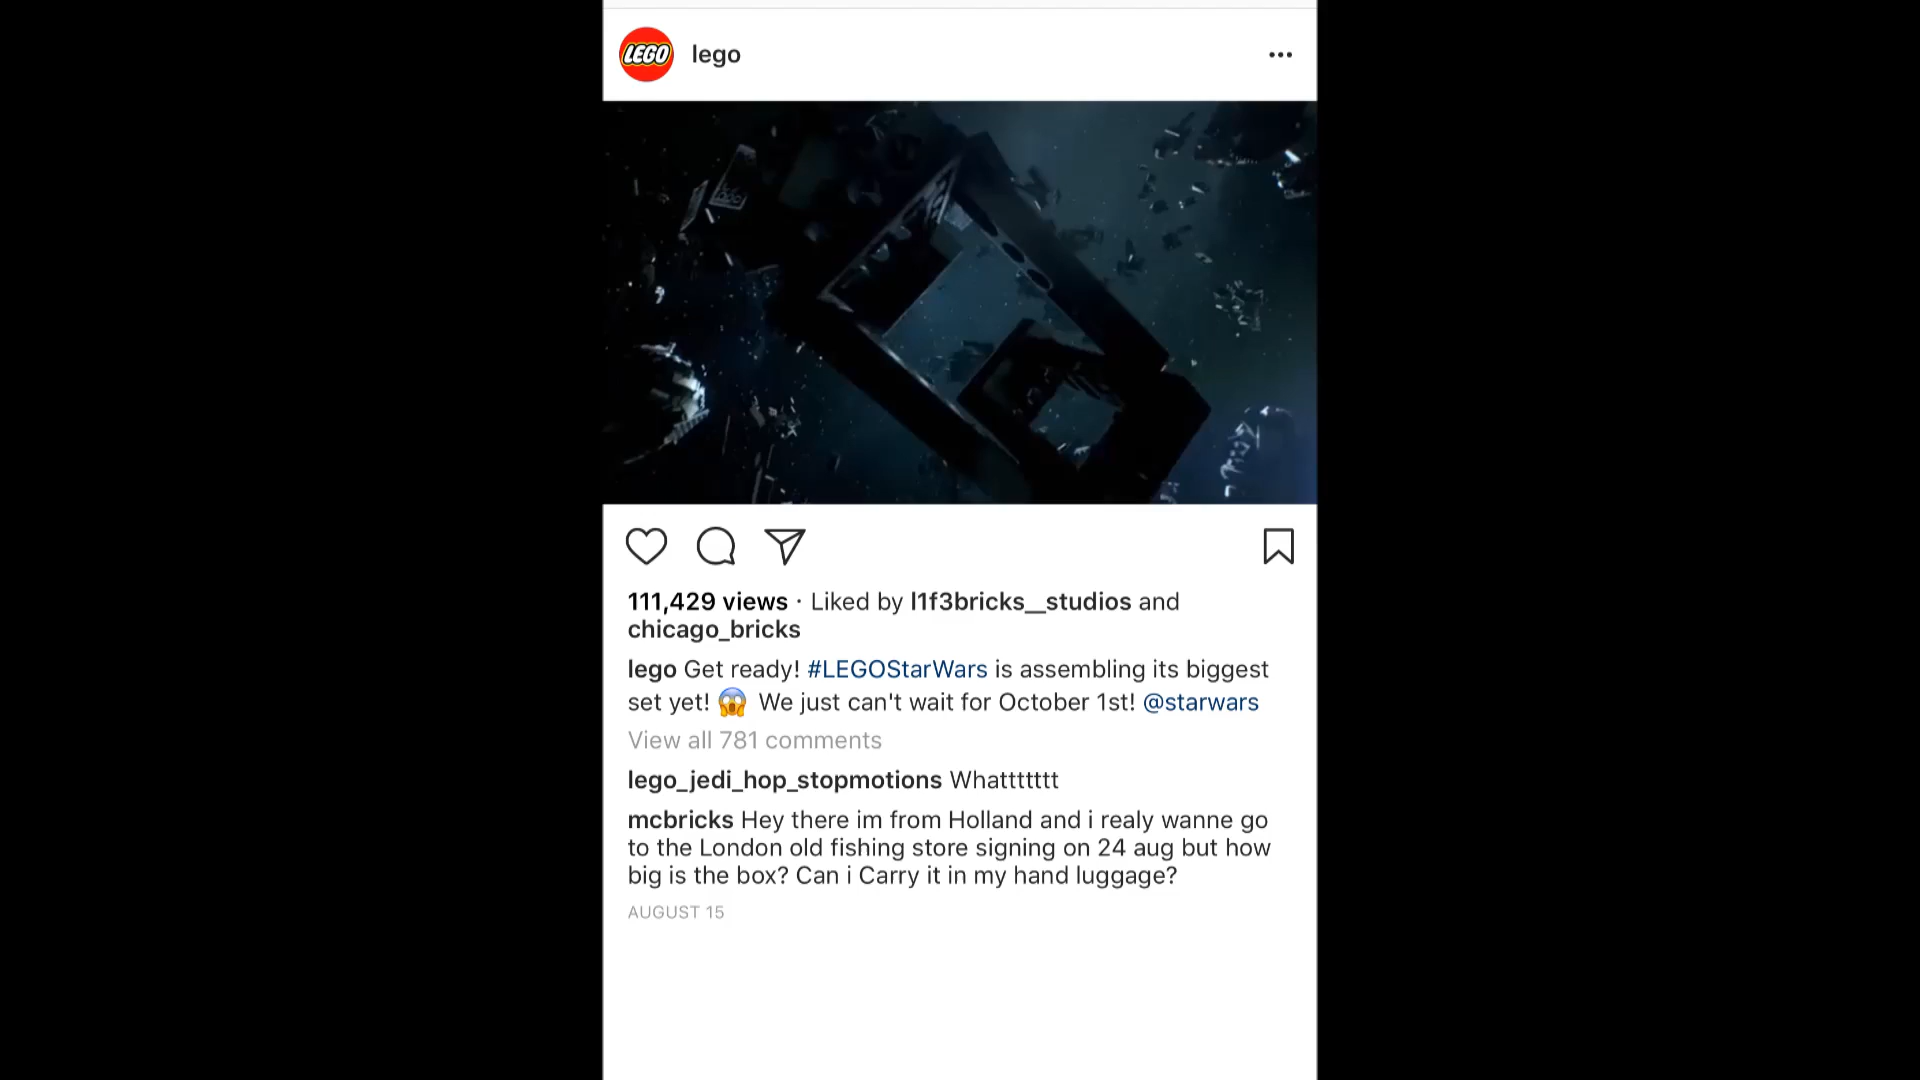 LEGO
lego
111,429 views · Liked by l1f3bricks__studios and
chicago_bricks
lego Get ready! #LEGOStarWars is assembling its biggest
set yet! 😱 We just can't wait for October 1st! @starwars
View all 781 comments
lego_jedi_hop_stopmotions Whattttttt
mcbricks Hey there im from Holland and i realy wanne go
to the London old fishing store signing on 24 aug but how
big is the box? Can i Carry it in my hand luggage?
AUGUST 15